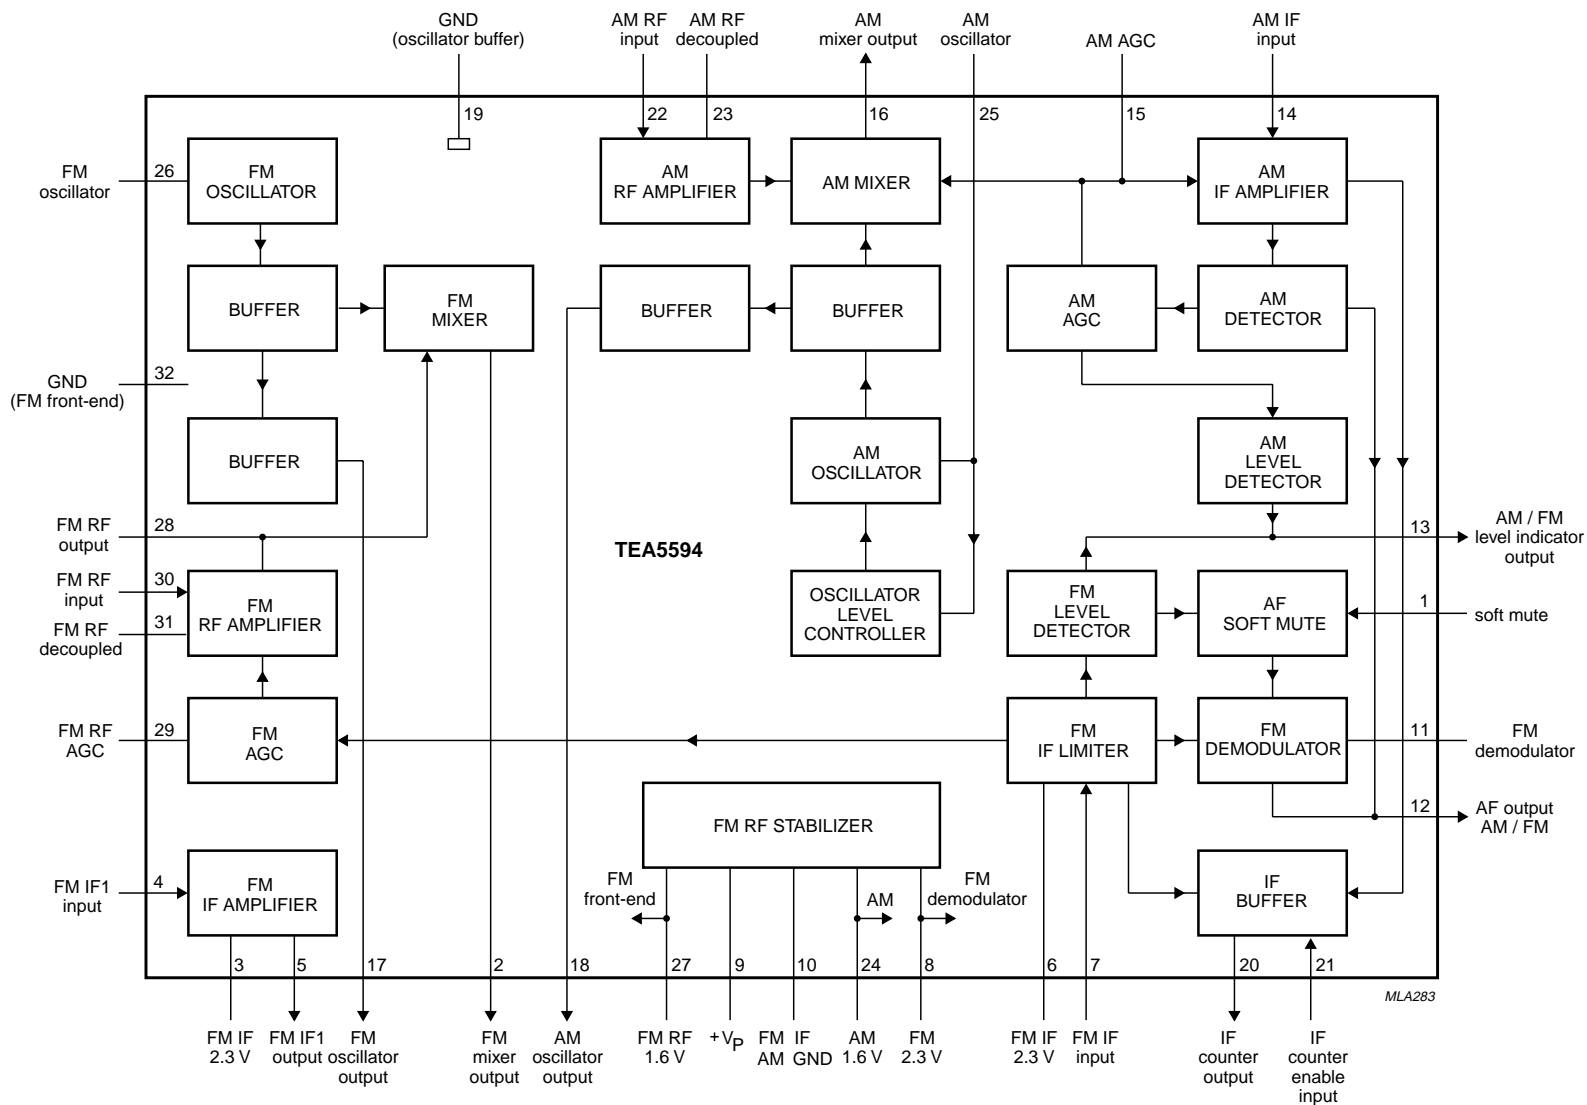 GND
(oscillator buffer)
AM RF
input
AM RF
decoupled
AM
mixer output
AM
oscillator
AM AGC
AM IF
input
19
22
23
16
25
15
14
FM
oscillator
26
FM
OSCILLATOR
AM
RF AMPLIFIER
AM MIXER
AM
IF AMPLIFIER
BUFFER
FM
MIXER
BUFFER
BUFFER
AM
AGC
AM
DETECTOR
GND
(FM front-end)
32
BUFFER
AM
OSCILLATOR
AM
LEVEL
DETECTOR
FM RF
output
28
TEA5594
13
AM / FM
level indicator
output
FM RF
input
30
FM RF
decoupled
31
FM
RF AMPLIFIER
OSCILLATOR
LEVEL
CONTROLLER
FM
LEVEL
DETECTOR
AF
SOFT MUTE
1
soft mute
FM RF
AGC
29
FM
AGC
FM
IF LIMITER
FM
DEMODULATOR
11
FM
demodulator
FM RF STABILIZER
12
AF output
AM / FM
FM IF1
input
4
FM
IF AMPLIFIER
FM
front-end
AM
FM
demodulator
IF
BUFFER
3
5
17
2
18
27
9
10
24
8
6
7
20
21
MLA283
FM IF
2.3 V
FM IF1
output
FM
oscillator
output
FM
mixer
output
AM
oscillator
output
FM RF
1.6 V
+VP
FM IF
AM GND
AM
1.6 V
FM
2.3 V
FM IF
2.3 V
FM IF
input
IF
counter
output
IF
counter
enable
input